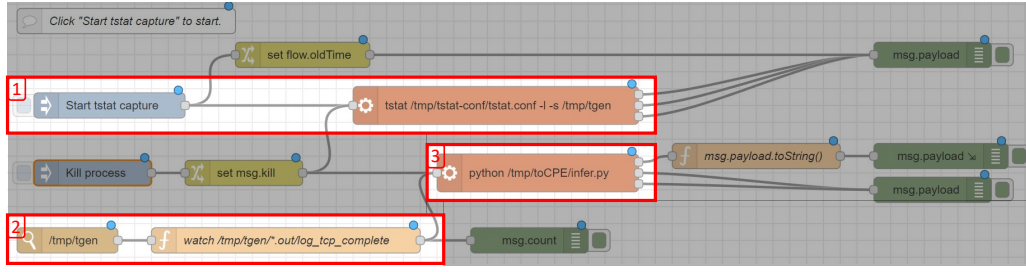 Click "Start tstat capture" to start.
set flow.oldTime
msg.payload
1
Start tstat capture
tstat /tmp/tstat-conf/tstat.conf -l -s /tmp/tgen
3
msg.payload.toString()
msg.payload
Kill process
set msg.kill
python /tmp/toCPE/infer.py
msg.payload
2
/tmp/tgen
watch /tmp/tgen/*.out/log_tcp_complete
msg.count